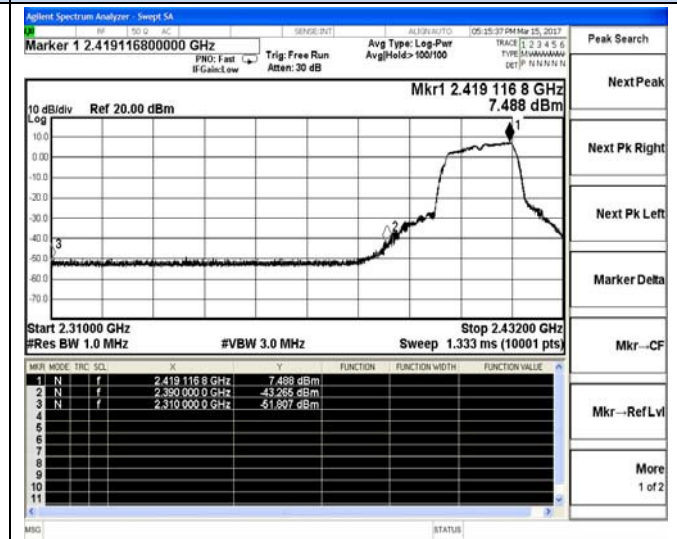 Agilent Spectrum Analyzer - Swept SA
RF 50 Ω AC SENSE:INT ALIGN AUTO 05:15:37 PM Mar 15, 2017
Marker 1 2.419116800000 GHz
PNO: Fast
IFGain:Low
Trig: Free Run
Atten: 30 dB
Avg Type: Log-Pwr
Avg|Hold:>100/100
TRACE 1 2 3 4 5 6
TYPE
DET P N N N N N
Peak Search
Mkr1 2.419 116 8 GHz
7.488 dBm
10 dB/div Ref 20.00 dBm
Log
10.0
0.00
-10.0
-20.0
-30.0
-40.0
-50.0
-60.0
-70.0
1
2
3
Start 2.31000 GHz
Stop 2.43200 GHz
#Res BW 1.0 MHz #VBW 3.0 MHz Sweep 1.333 ms (10001 pts)
MKR MODE TRC SCL X Y FUNCTION FUNCTION WIDTH FUNCTION VALUE
1 N f 2.419 116 8 GHz 7.488 dBm
2 N f 2.390 000 0 GHz -43.265 dBm
3 N f 2.310 000 0 GHz -51.807 dBm
4
5
6
7
8
9
10
11
MSG STATUS
Next Peak
Next Pk Right
Next Pk Left
Marker Delta
Mkr→CF
Mkr→Ref Lvl
More
1 of 2